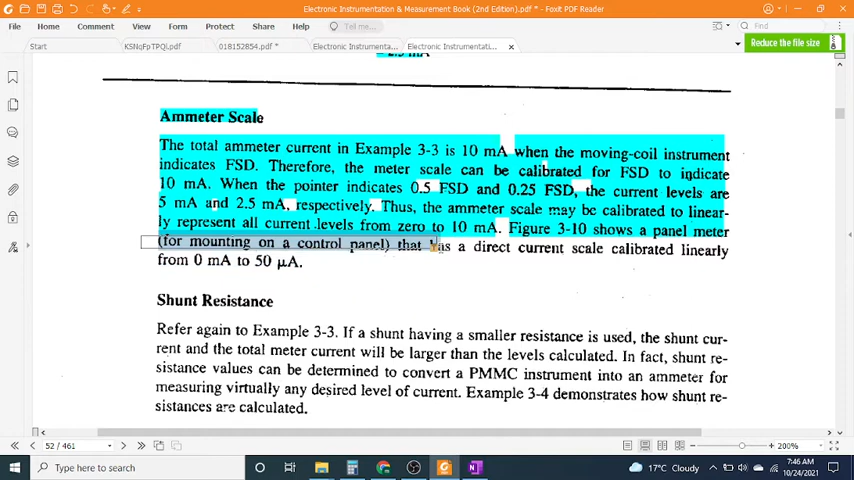 Electronic Instrumentation & Measurement Book (2nd Edition).pdf * - Foxit PDF Reader
File Home Comment View Form Protect Share Help Tell me... Find
Start KSNqFpTPQI.pdf 018152854.pdf * Electronic Instrumenta... Electronic Instrumentati... Reduce the file size
Ammeter Scale
The total ammeter current in Example 3-3 is 10 mA when the moving-coil instrument
indicates FSD. Therefore, the meter scale can be calibrated for FSD to indicate
10 mA. When the pointer indicates 0.5 FSD and 0.25 FSD, the current levels are
5 mA and 2.5 mA, respectively. Thus, the ammeter scale may be calibrated to linear-
ly represent all current levels from zero to 10 mA. Figure 3-10 shows a panel meter
(for mounting on a control panel) that has a direct current scale calibrated linearly
from 0 mA to 50 μA.
Shunt Resistance
Refer again to Example 3-3. If a shunt having a smaller resistance is used, the shunt cur-
rent and the total meter current will be larger than the levels calculated. In fact, shunt re-
sistance values can be determined to convert a PMMC instrument into an ammeter for
measuring virtually any desired level of current. Example 3-4 demonstrates how shunt re-
sistances are calculated.
52 / 461 200%
Type here to search 17°C Cloudy 7:46 AM
10/24/2021